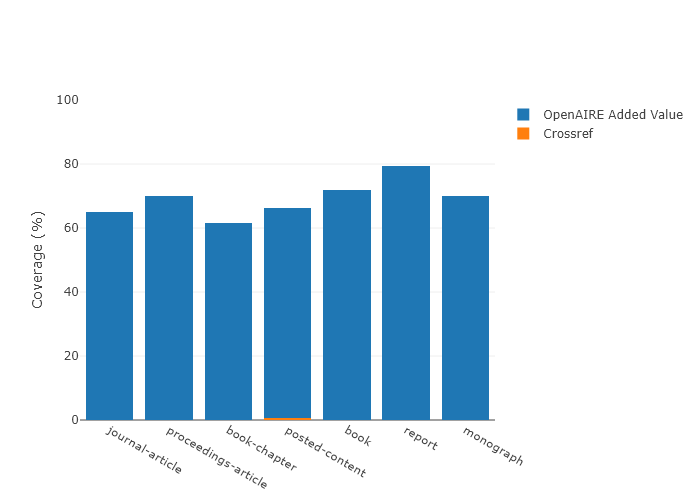 100
80
60
40
20
0
Coverage (%)
OpenAIRE Added Value
Crossref
journal-article
proceedings-article
book-chapter
posted-content
book
report
monograph